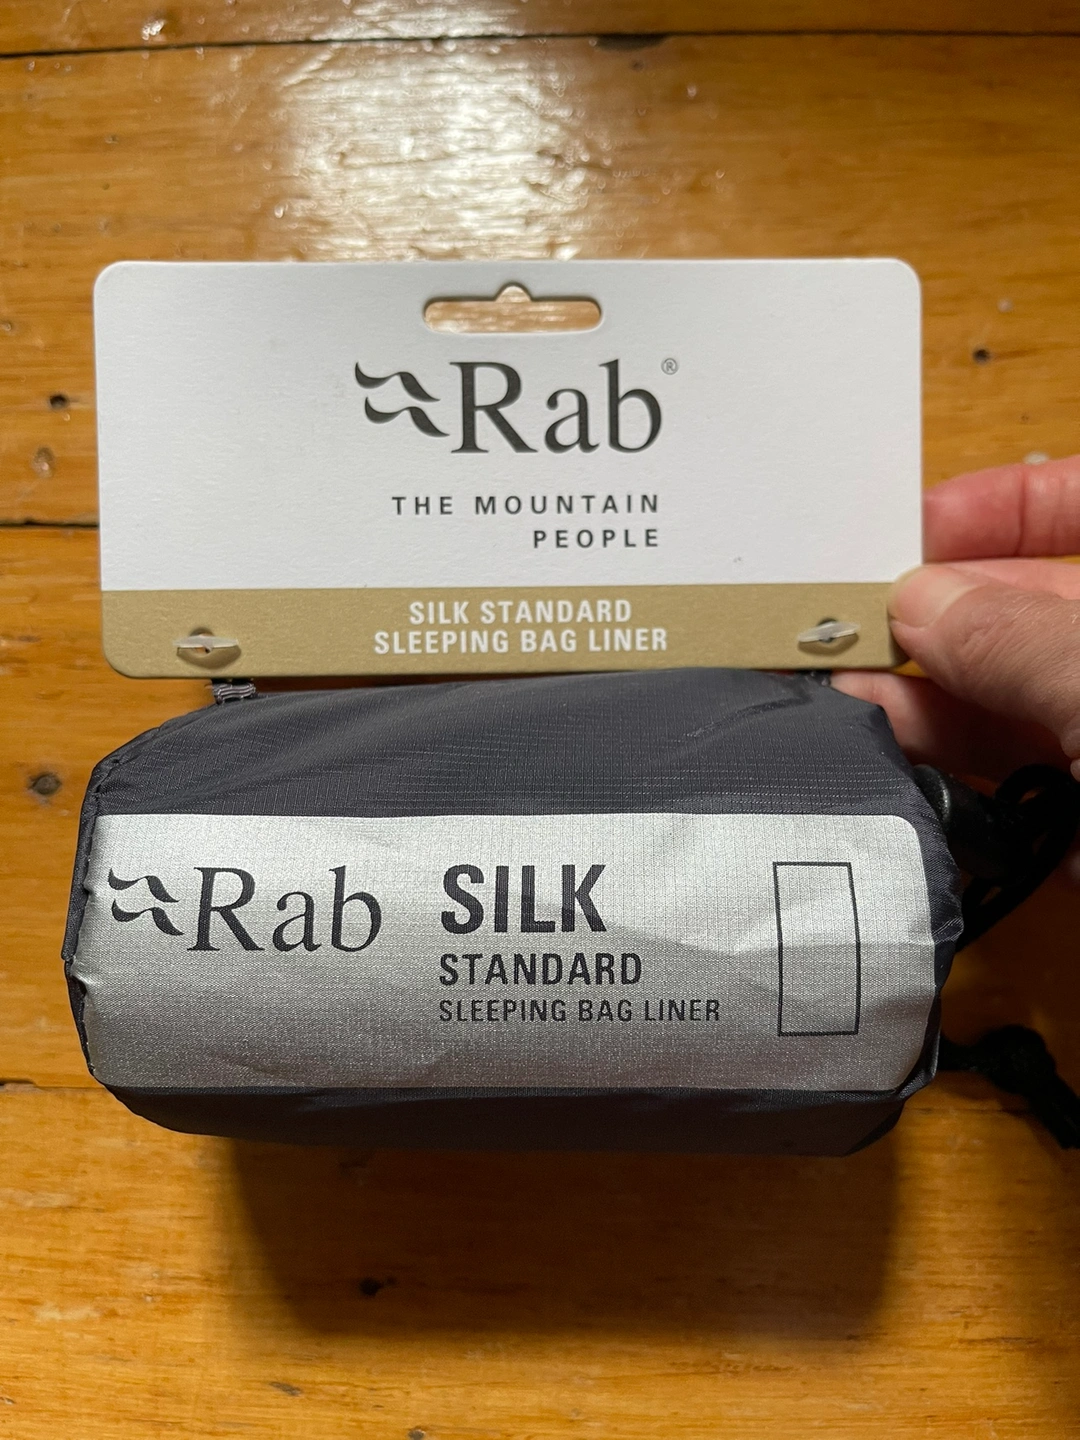 Rab®
THE MOUNTAIN
PEOPLE
SILK STANDARD
SLEEPING BAG LINER
Rab
SILK
STANDARD
SLEEPING BAG LINER